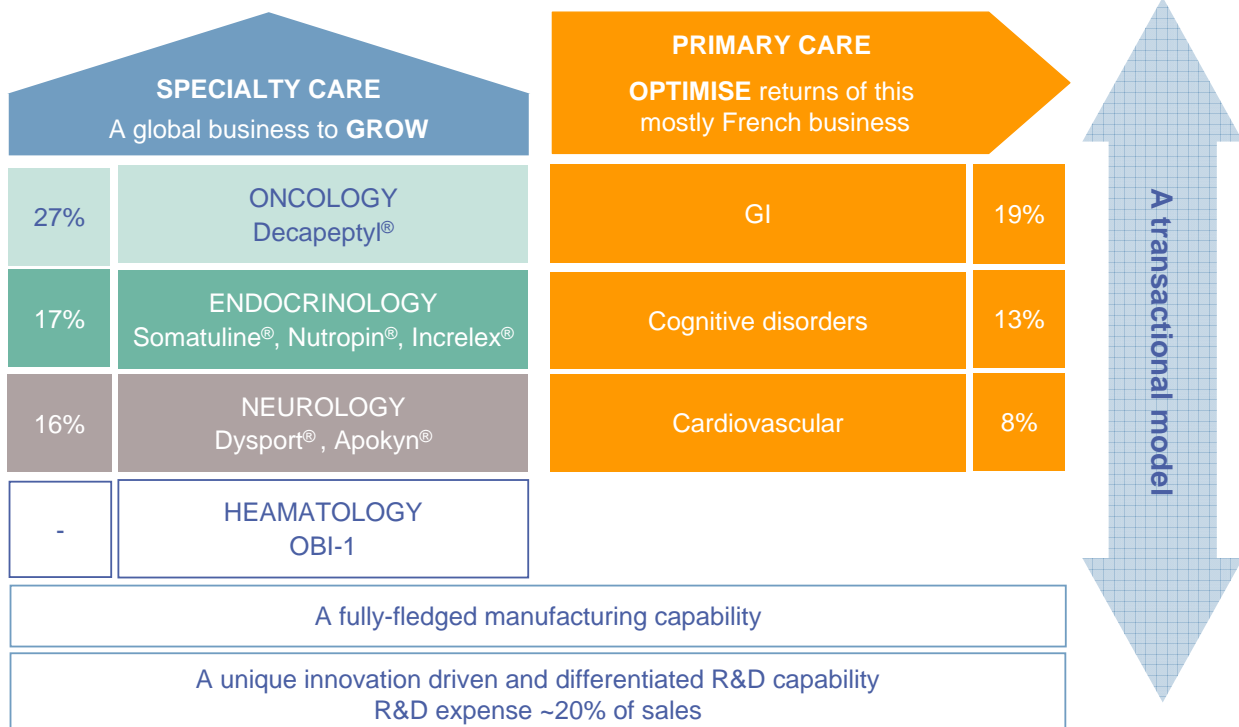 SPECIALTY CARE
A global business to GROW
27%
ONCOLOGY
Decapeptyl®
17%
ENDOCRINOLOGY
Somatuline®, Nutropin®, Increlex®
16%
NEUROLOGY
Dysport® , Apokyn®
-
HEAMATOLOGY
OBI-1
PRIMARY CARE
OPTIMISE returns of this
mostly French business
GI
19%
Cognitive disorders
13%
Cardiovascular
8%
A fully-fledged manufacturing capability
A unique innovation driven and differentiated R&D capability
R&D expense ~20% of sales
A transactional model